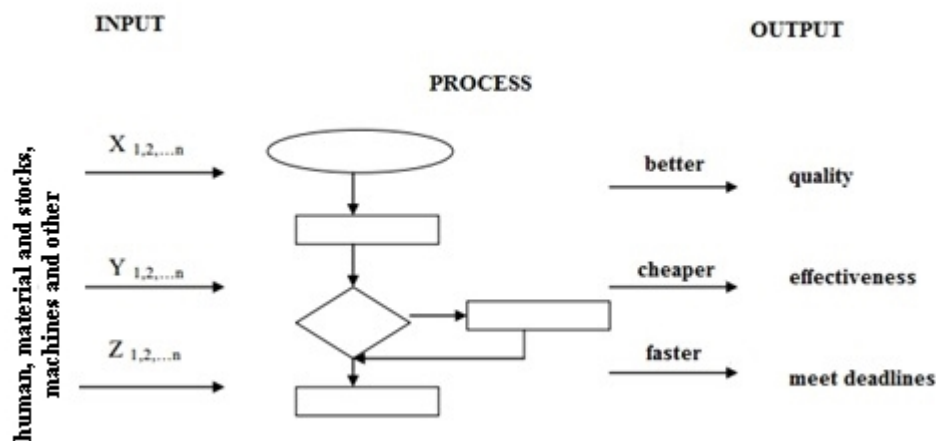 INPUT
OUTPUT
PROCESS
human, material and stocks,
machines and other
X 1,2,...n
better
quality
Y 1,2,...n
cheaper
effectiveness
Z 1,2,...n
faster
meet deadlines